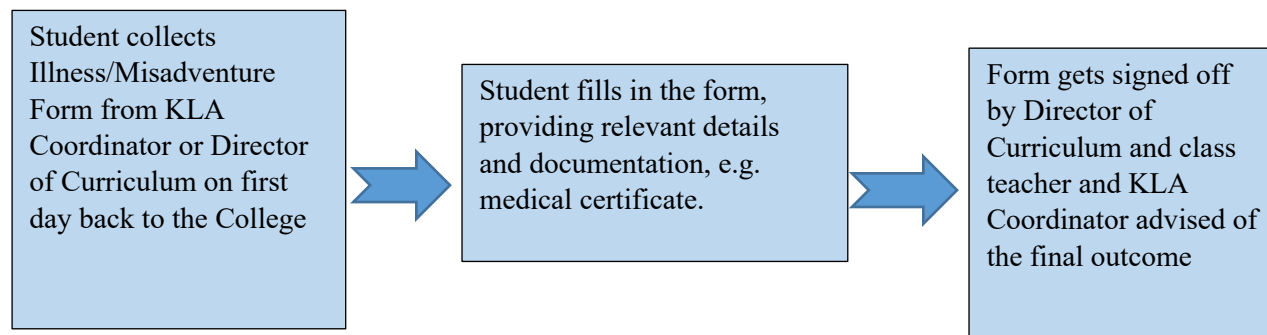 Student collects
Illness/Misadventure
Form from KLA
Coordinator or Director
of Curriculum on first
day back to the College
Student fills in the form,
providing relevant details
and documentation, e.g.
medical certificate.
Form gets signed off
by Director of
Curriculum and class
teacher and KLA
Coordinator advised of
the final outcome